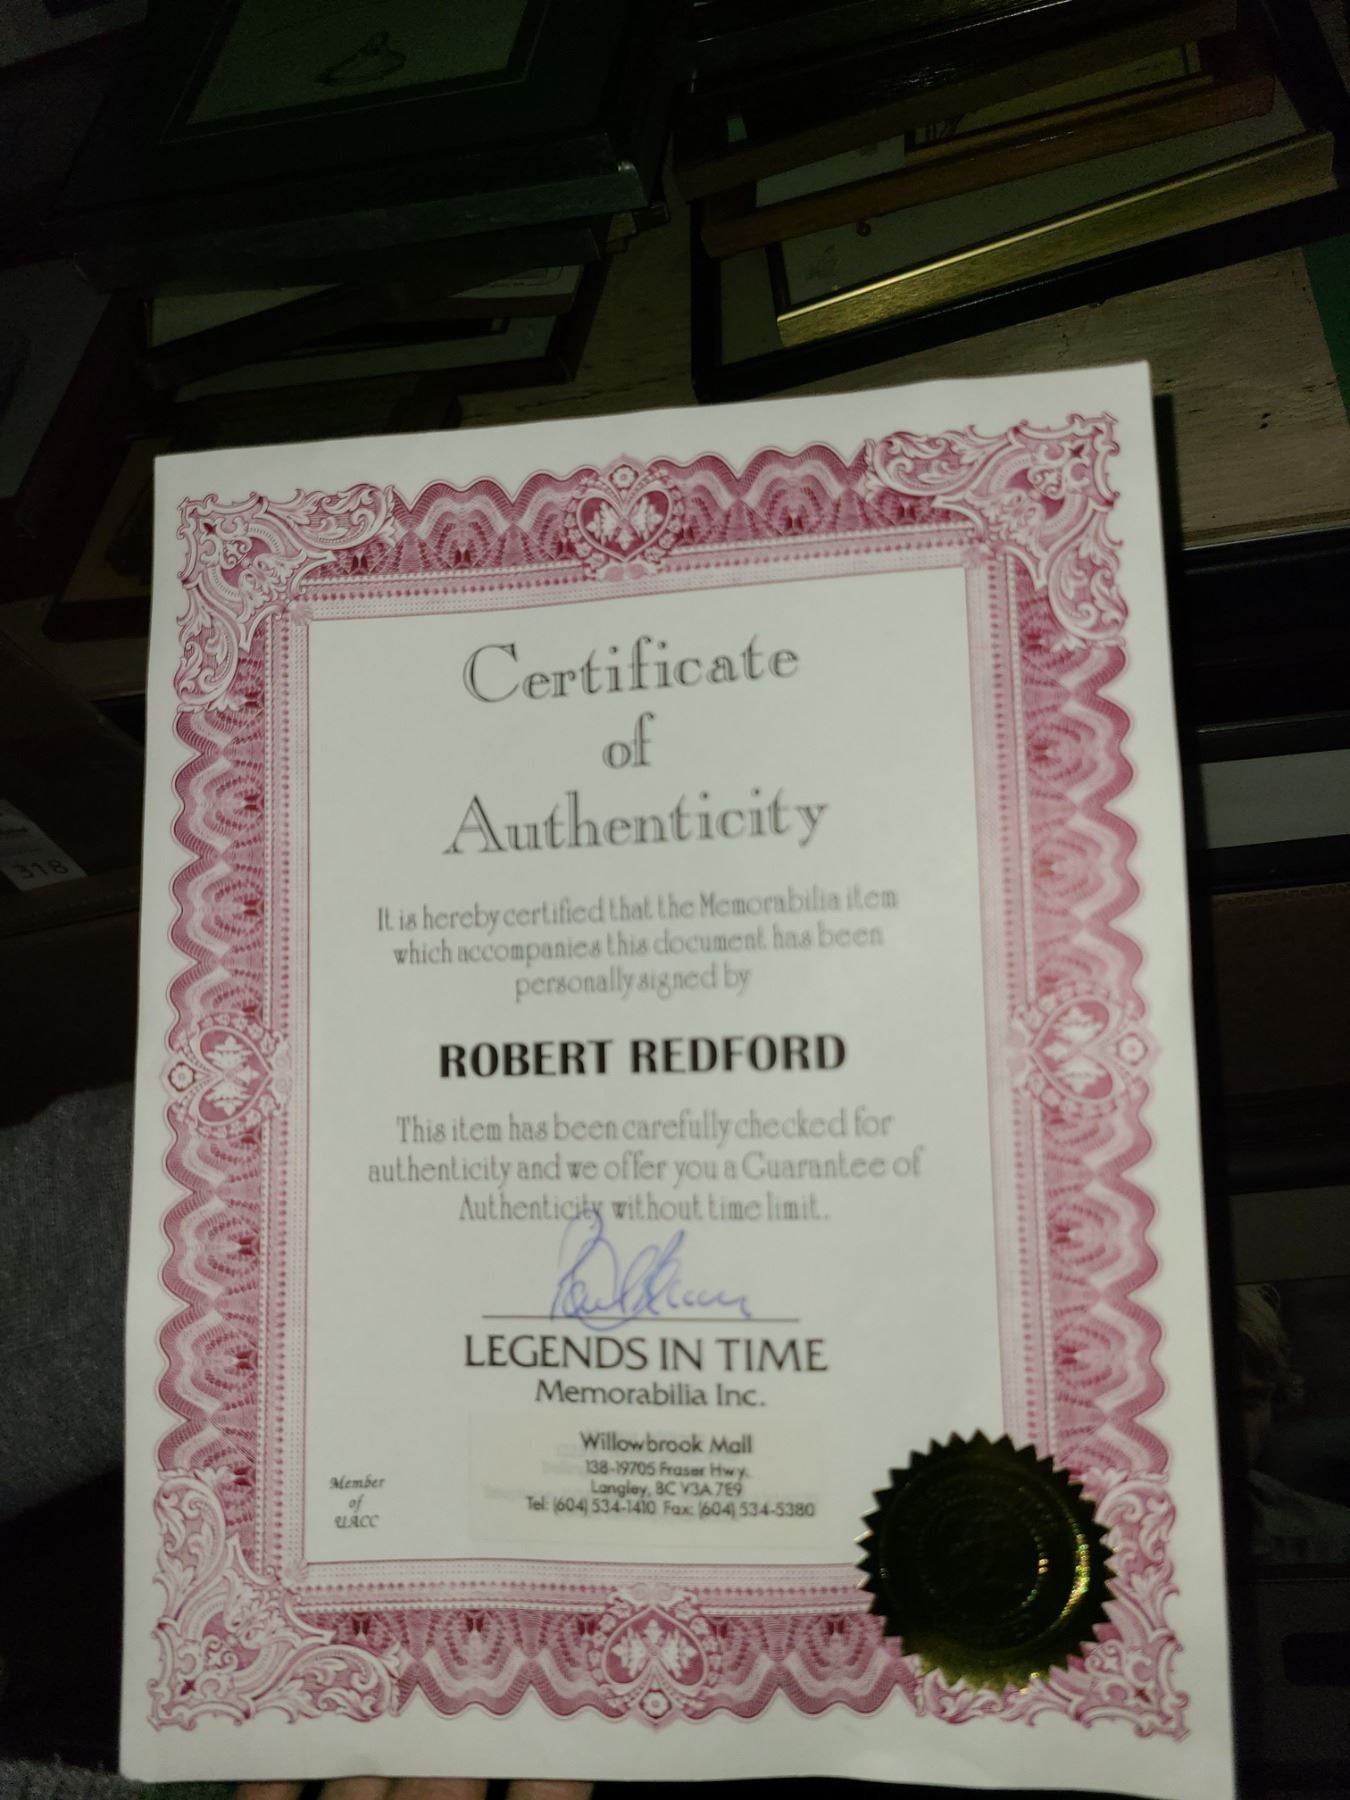 Certificate
of
Authenticity
It is hereby certified that the Memorabilia item
which accompanies this document has been
personally signed by
ROBERT REDFORD
This item has been carefully checked for
authenticity and we offer you a Guarantee of
Authenticity without time limit..
LEGENDS IN TIME
Memorabilia Inc.
Willowbrook Mall
138-19705 Fraser Hwy.
Langley, BC V3A 7E9
Tel: (604) 534-1410 Fax: (604) 534-5380
Member
of
UACC
318